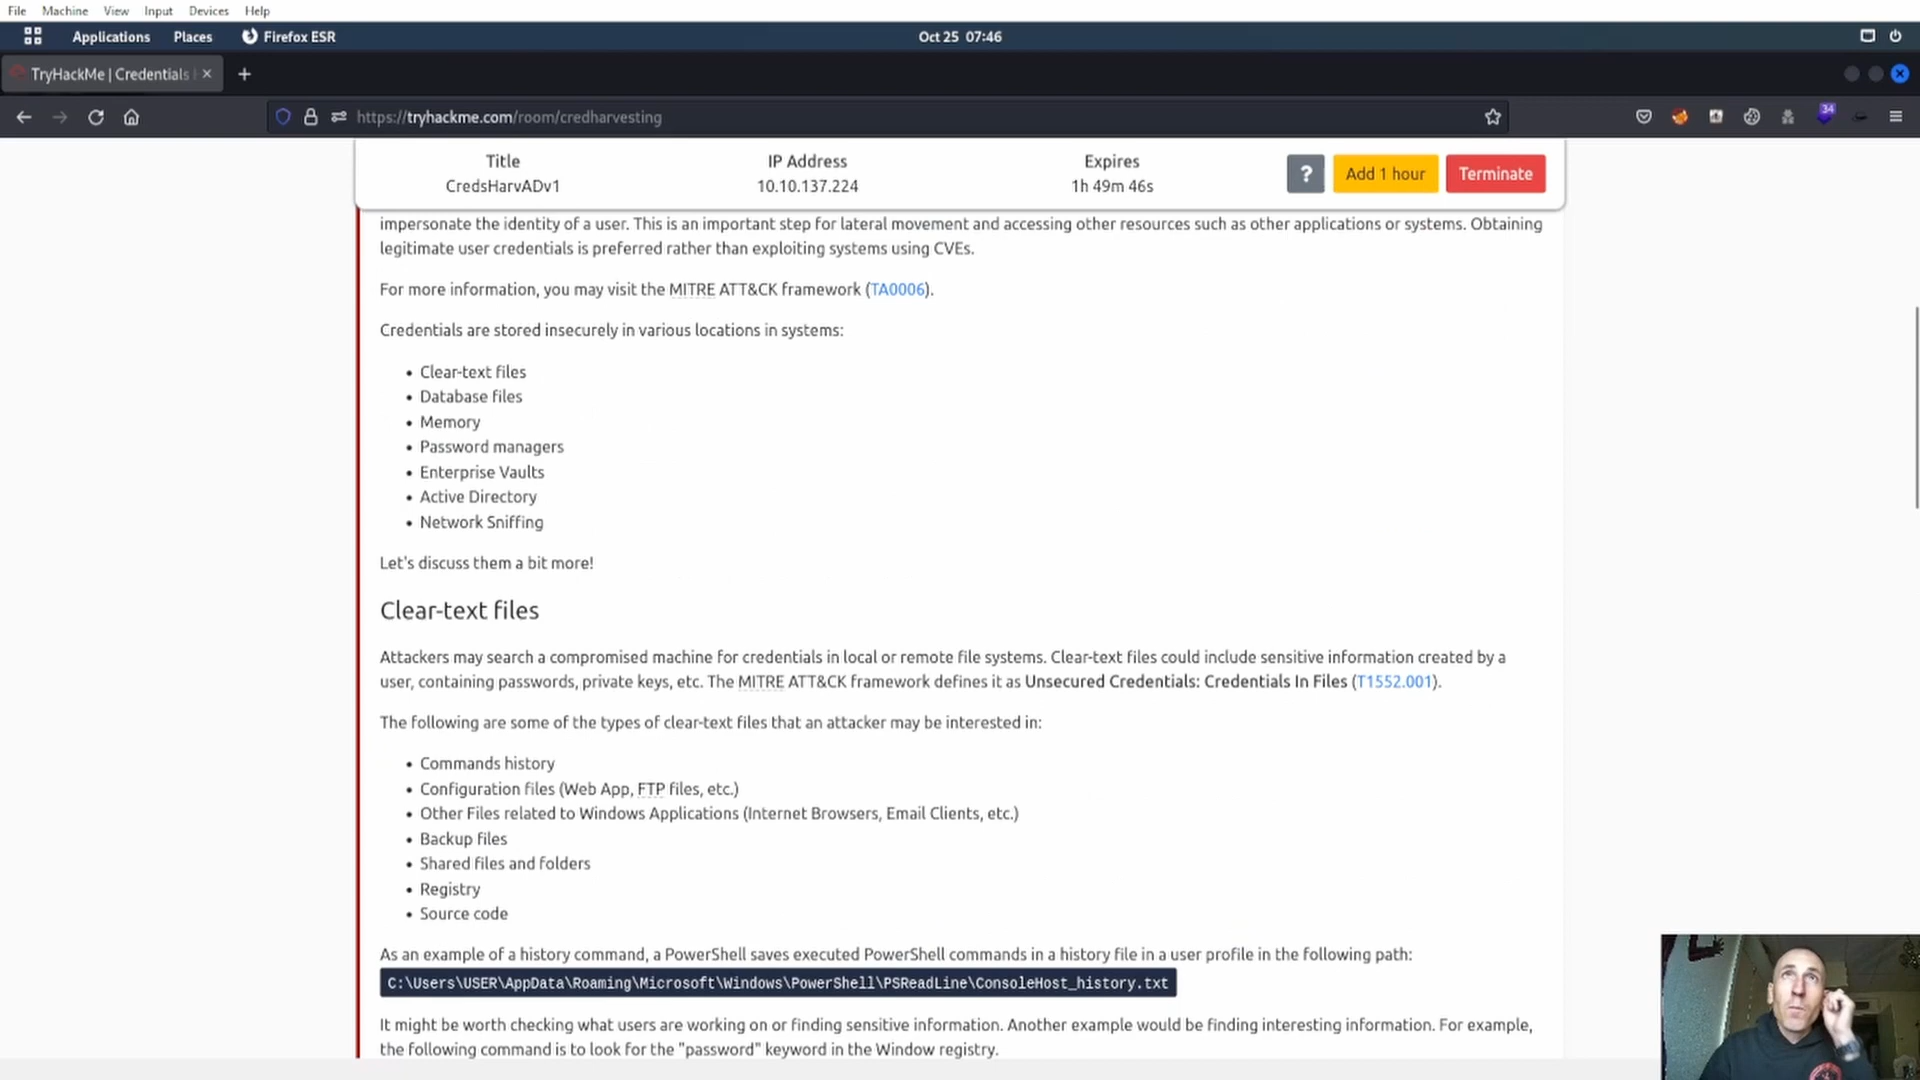 File Machine View Input Devices Help
Applications Places Firefox ESR Oct 25 07:46
TryHackMe | Credentials
https://tryhackme.com/room/credharvesting
34
Title IP Address Expires
CredsHarvADv1 10.10.137.224 1h 49m 46s
? Add 1 hour Terminate
impersonate the identity of a user. This is an important step for lateral movement and accessing other resources such as other applications or systems. Obtaining
legitimate user credentials is preferred rather than exploiting systems using CVEs.
For more information, you may visit the MITRE ATT&CK framework (TA0006).
Credentials are stored insecurely in various locations in systems:
• Clear-text files
• Database files
• Memory
• Password managers
• Enterprise Vaults
• Active Directory
• Network Sniffing
Let's discuss them a bit more!
Clear-text files
Attackers may search a compromised machine for credentials in local or remote file systems. Clear-text files could include sensitive information created by a
user, containing passwords, private keys, etc. The MITRE ATT&CK framework defines it as Unsecured Credentials: Credentials In Files (T1552.001).
The following are some of the types of clear-text files that an attacker may be interested in:
• Commands history
• Configuration files (Web App, FTP files, etc.)
• Other Files related to Windows Applications (Internet Browsers, Email Clients, etc.)
• Backup files
• Shared files and folders
• Registry
• Source code
As an example of a history command, a PowerShell saves executed PowerShell commands in a history file in a user profile in the following path:
C:\Users\USER\AppData\Roaming\Microsoft\Windows\PowerShell\PSReadLine\ConsoleHost_history.txt
It might be worth checking what users are working on or finding sensitive information. Another example would be finding interesting information. For example,
the following command is to look for the "password" keyword in the Window registry.